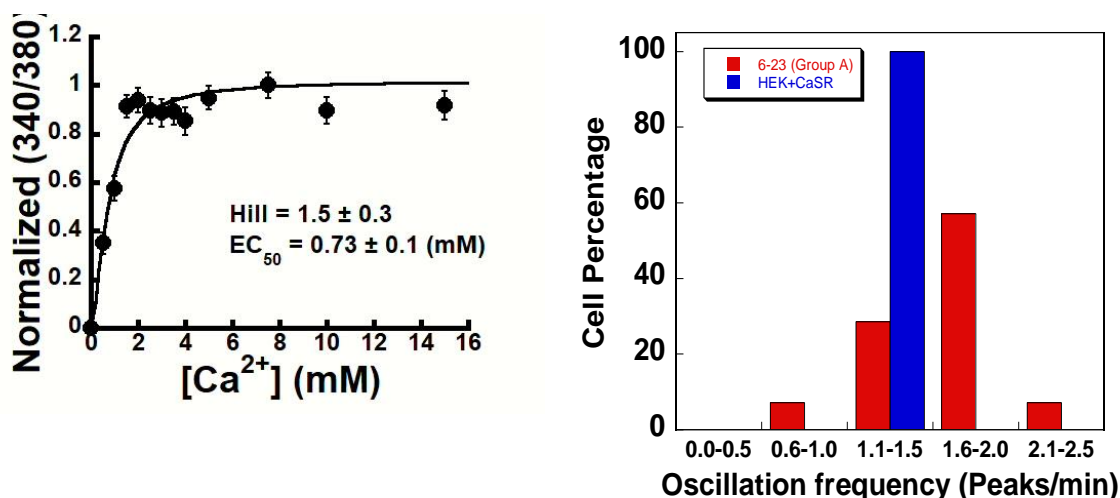 Normalized (340/380)
1.2
1
0.8
0.6
0.4
0.2
0
0 2 4 6 8 10 12 14 16
Hill = 1.5 ± 0.3
EC50 = 0.73 ± 0.1 (mM)
[Ca2+] (mM)
Cell Percentage
100
80
60
40
20
0
6-23 (Group A)
HEK+CaSR
0.0-0.5 0.6-1.0 1.1-1.5 1.6-2.0 2.1-2.5
Oscillation frequency (Peaks/min)